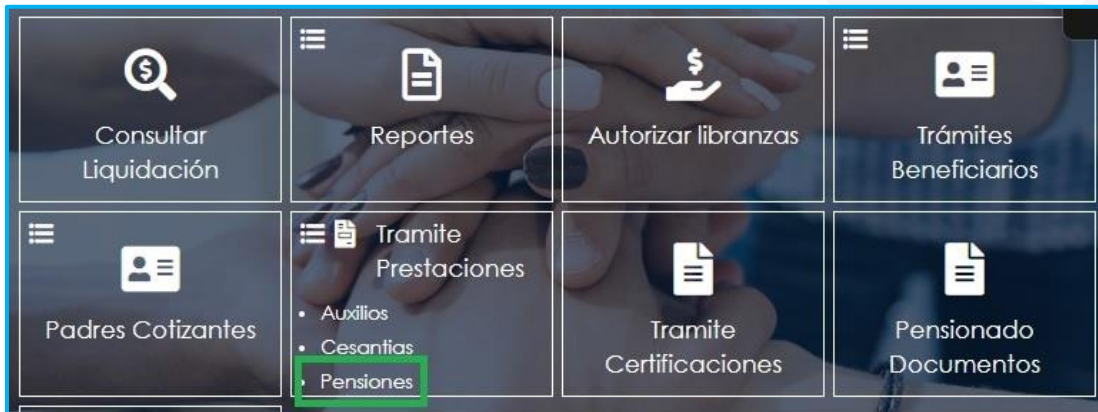 Consultar
Liquidación
Reportes
Autorizar libranzas
Trámites
Beneficiarios
Padres Cotizantes
Tramite
Prestaciones
• Auxilios
• Cesantias
• Pensiones
Tramite
Certificaciones
Pensionado
Documentos